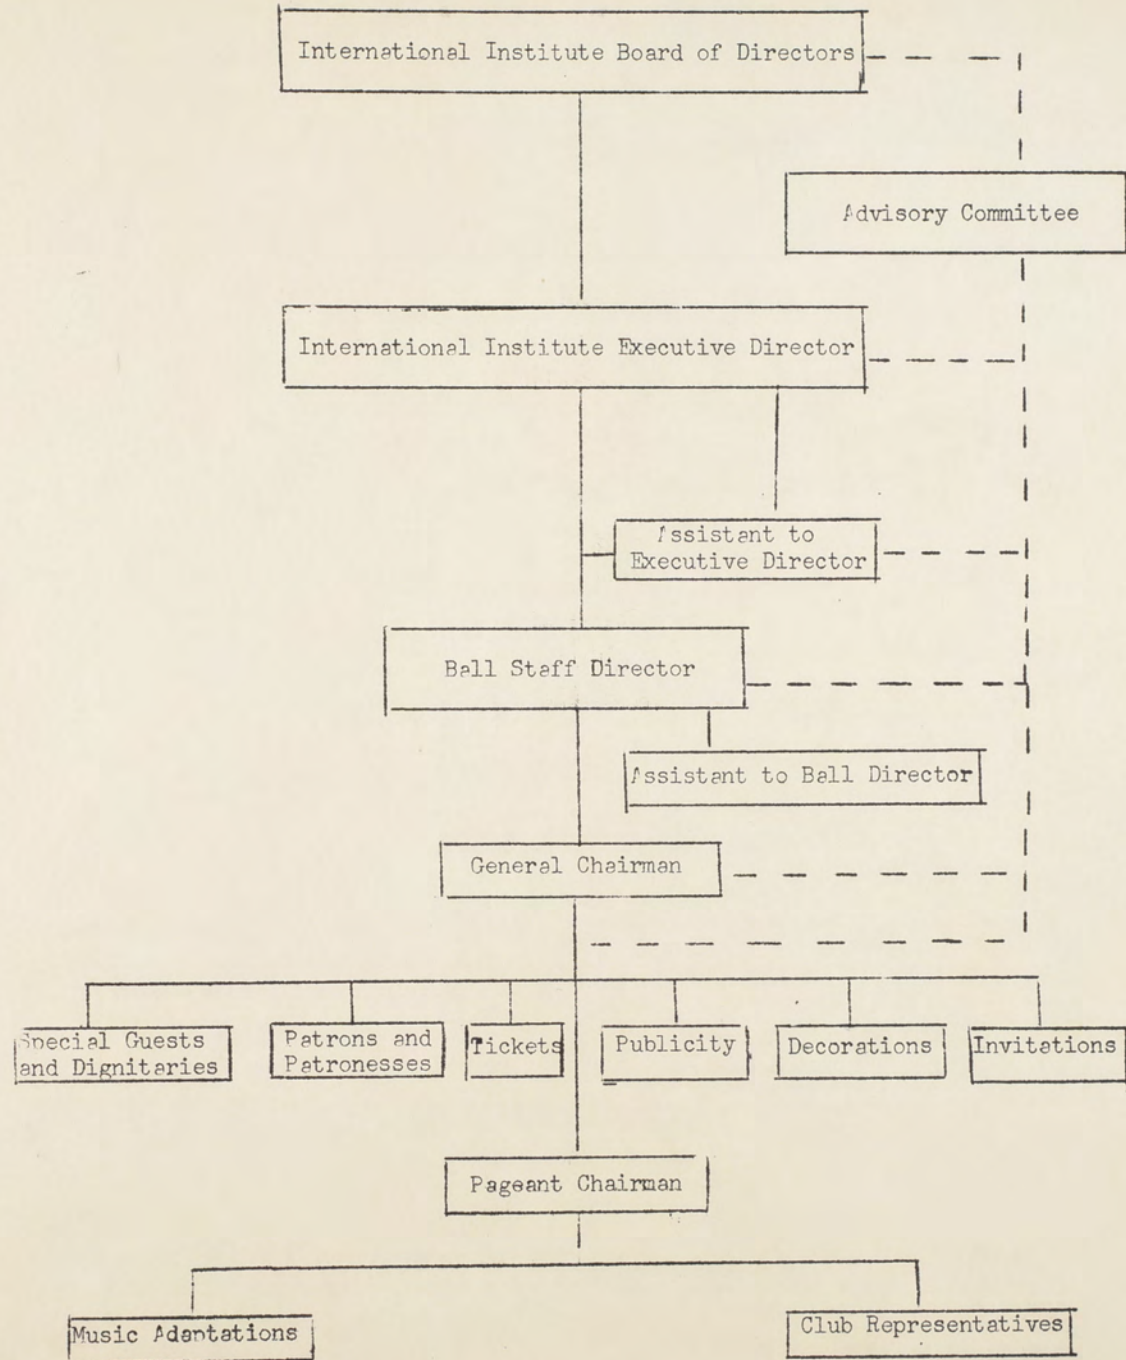 International Institute Board of Directors
Advisory Committee
International Institute Executive Director
Assistant to
Executive Director
Ball Staff Director
Assistant to Ball Director
General Chairman
Special Guests
and Dignitaries
Patrons and
Patronesses
Tickets
Publicity
Decorations
Invitations
Pageant Chairman
Music Adaptations
Club Representatives